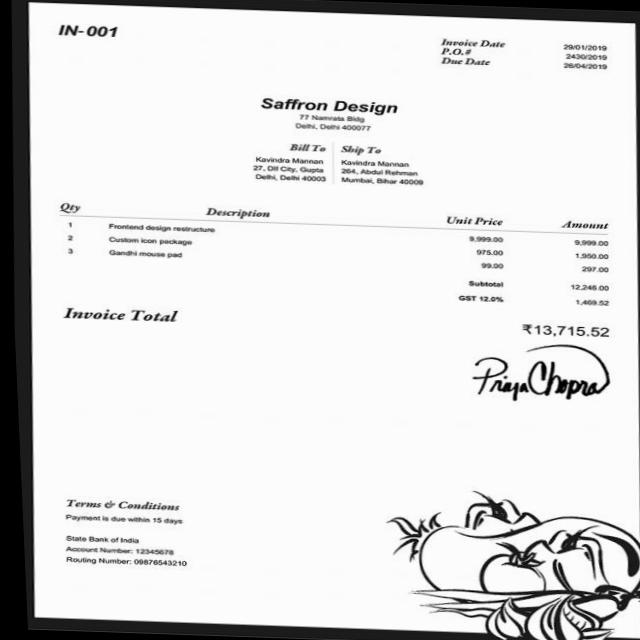 IN-001
Invoice Date 29/01/2019
P.O.# 2430/2019
Due Date 26/04/2019
Saffron Design
77 Namrata Bldg
Delhi, Delhi 400077
Bill To
Kavindra Mannan
27, Dlf City, Gupta
Delhi, Delhi 40003
Ship To
Kavindra Mannan
264, Abdul Rehman
Mumbai, Bihar 40009
Qty Description Unit Price Amount
1 Frontend design restructure 9,999.00 9,999.00
2 Custom icon package 975.00 1,950.00
3 Gandhi mouse pad 99.00 297.00
Subtotal 12,246.00
GST 12.0% 1,469.52
Invoice Total ₹13,715.52
Priya Chopra
Terms & Conditions
Payment is due within 15 days
State Bank of India
Account Number: 12345678
Routing Number: 09876543210